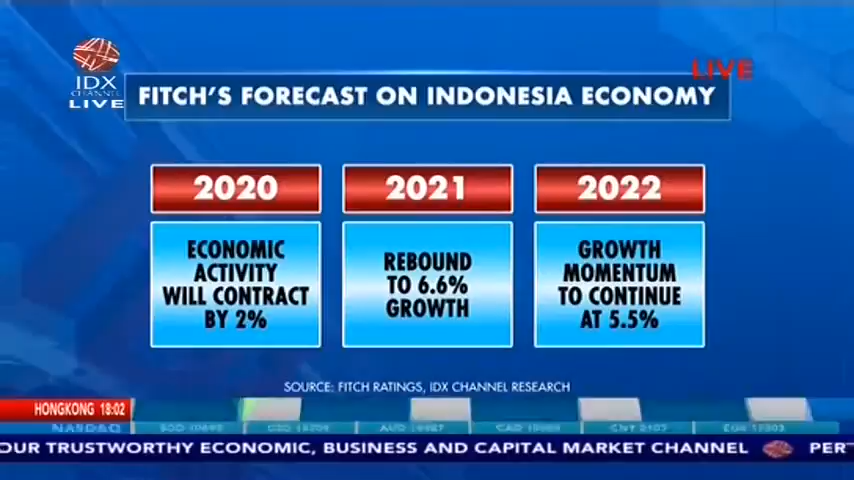 IDX
CHANNEL
LIVE
LIVE
FITCH'S FORECAST ON INDONESIA ECONOMY
2020
ECONOMIC
ACTIVITY
WILL CONTRACT
BY 2%
2021
REBOUND
TO 6.6%
GROWTH
2022
GROWTH
MOMENTUM
TO CONTINUE
AT 5.5%
SOURCE: FITCH RATINGS, IDX CHANNEL RESEARCH
HONGKONG 18:02
NASDAQ
OUR TRUSTWORTHY ECONOMIC, BUSINESS AND CAPITAL MARKET CHANNEL PER